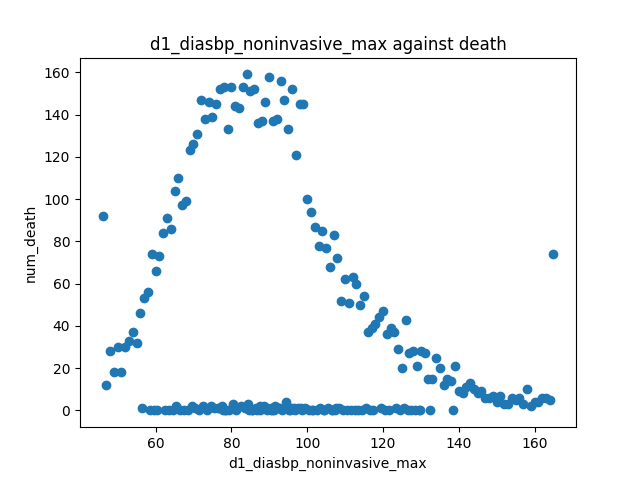 d1_diasbp_noninvasive_max against death
160
140
120
100
80
60
40
20
0
num_death
60 80 100 120 140 160
d1_diasbp_noninvasive_max